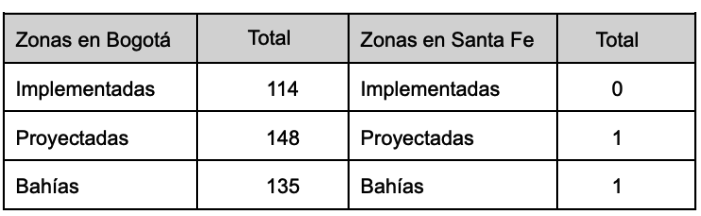 Zonas en Bogotá Total Zonas en Santa Fe Total
Implementadas 114 Implementadas 0
Proyectadas 148 Proyectadas 1
Bahías 135 Bahías 1